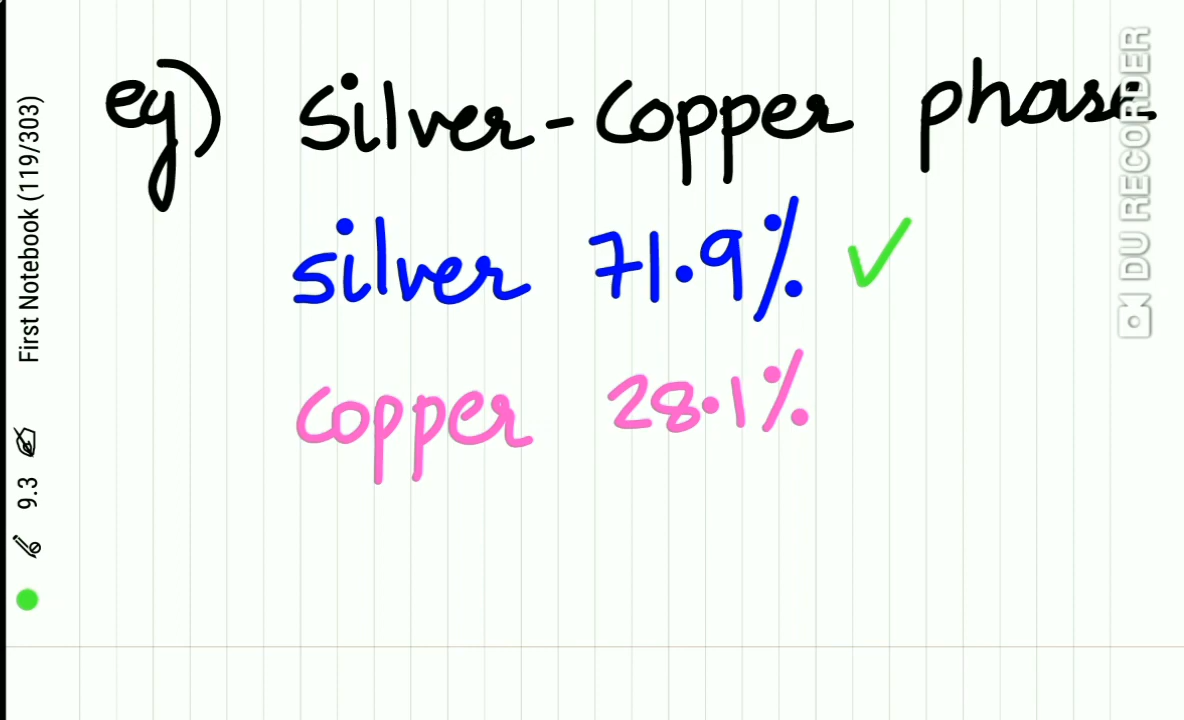 eg) Silver-Copper phase
silver 71.9% ✓
Copper 28.1%
First Notebook (119/303)
9.3
DU RECORDER